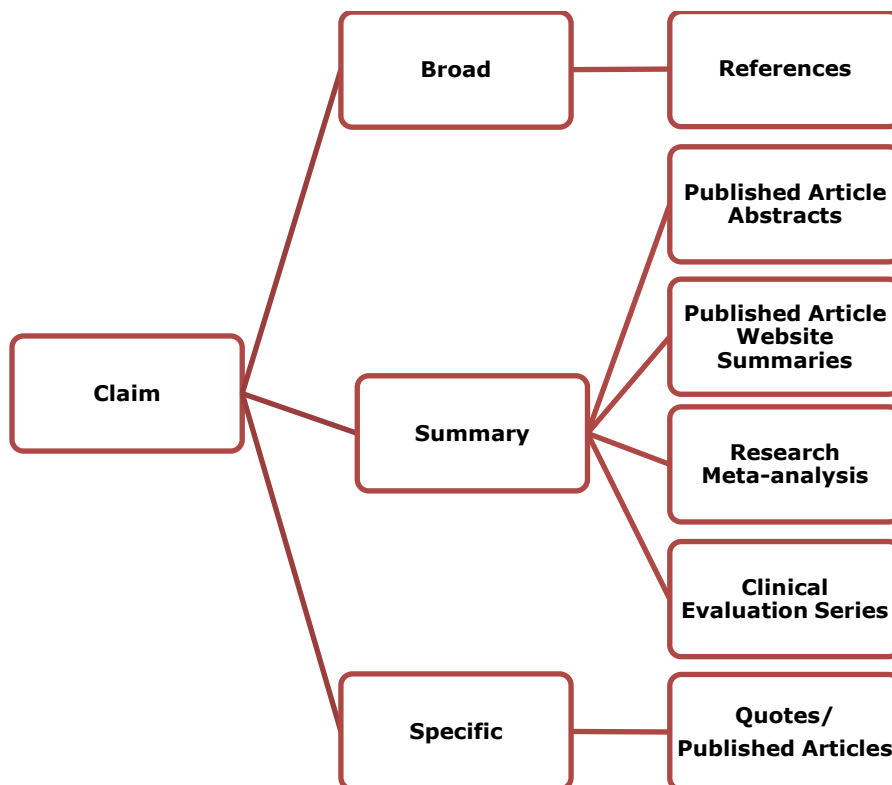 Broad
References
Published Article
Abstracts
Published Article
Website
Summaries
Claim
Summary
Research
Meta-analysis
Clinical
Evaluation Series
Specific
Quotes/
Published Articles